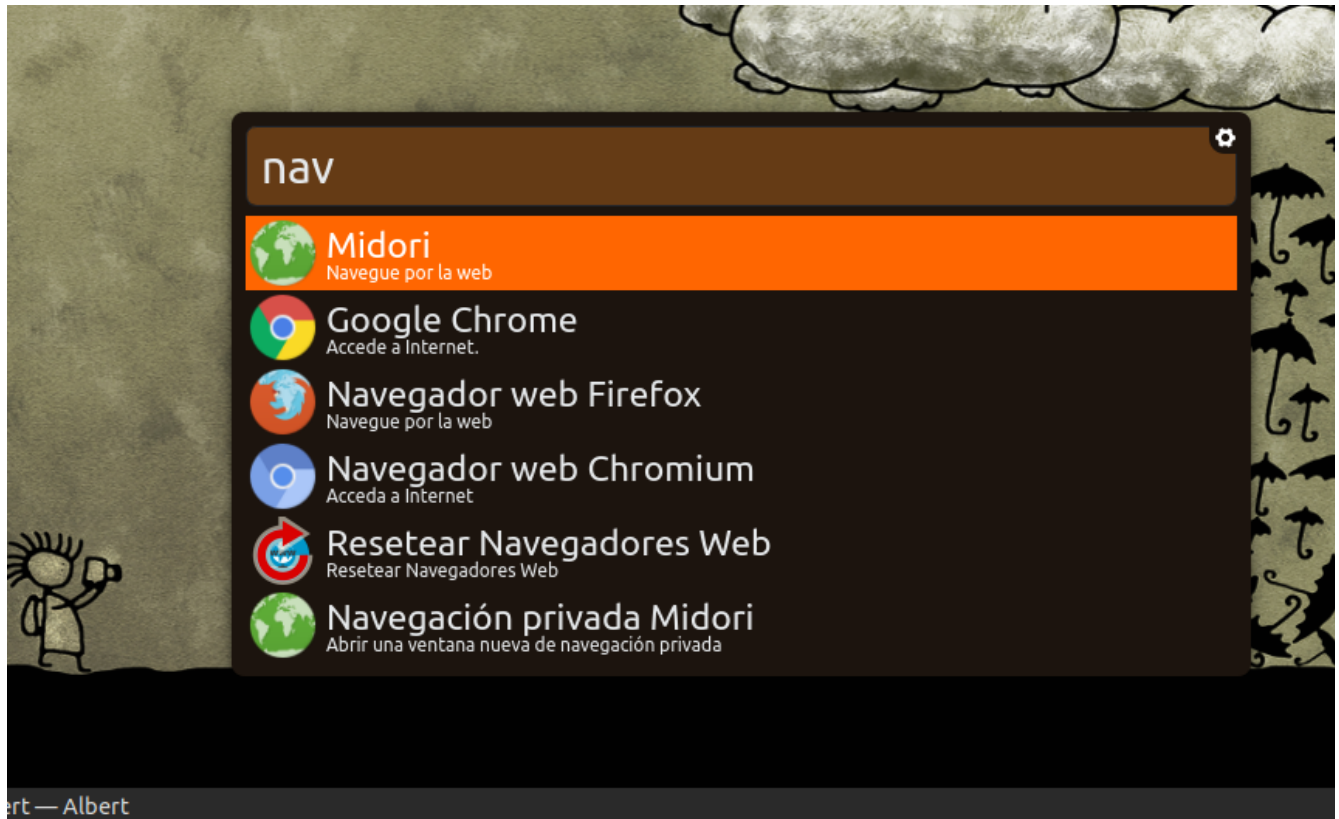 nav
Midori
Navegue por la web
Google Chrome
Accede a Internet.
Navegador web Firefox
Navegue por la web
Navegador web Chromium
Acceda a Internet
Resetear Navegadores Web
Resetear Navegadores Web
Navegación privada Midori
Abrir una ventana nueva de navegación privada
ert — Albert